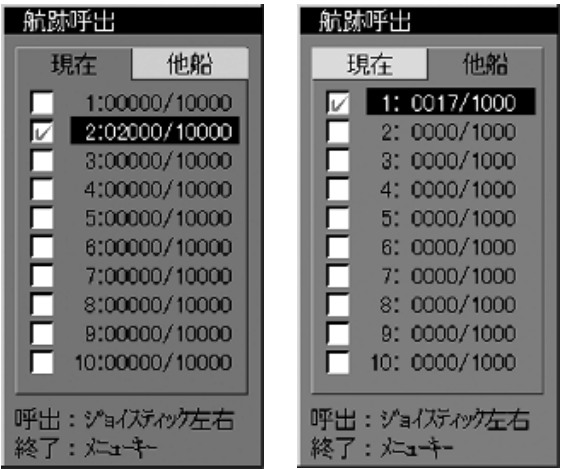 航跡呼出
現在 他船
1:00000/10000
2:02000/10000
3:00000/10000
4:00000/10000
5:00000/10000
6:00000/10000
7:00000/10000
8:00000/10000
9:00000/10000
10:00000/10000
呼出：ジョイスティック左右
終了：メニューキー
航跡呼出
現在 他船
1: 0017/1000
2: 0000/1000
3: 0000/1000
4: 0000/1000
5: 0000/1000
6: 0000/1000
7: 0000/1000
8: 0000/1000
9: 0000/1000
10: 0000/1000
呼出：ジョイスティック左右
終了：メニューキー